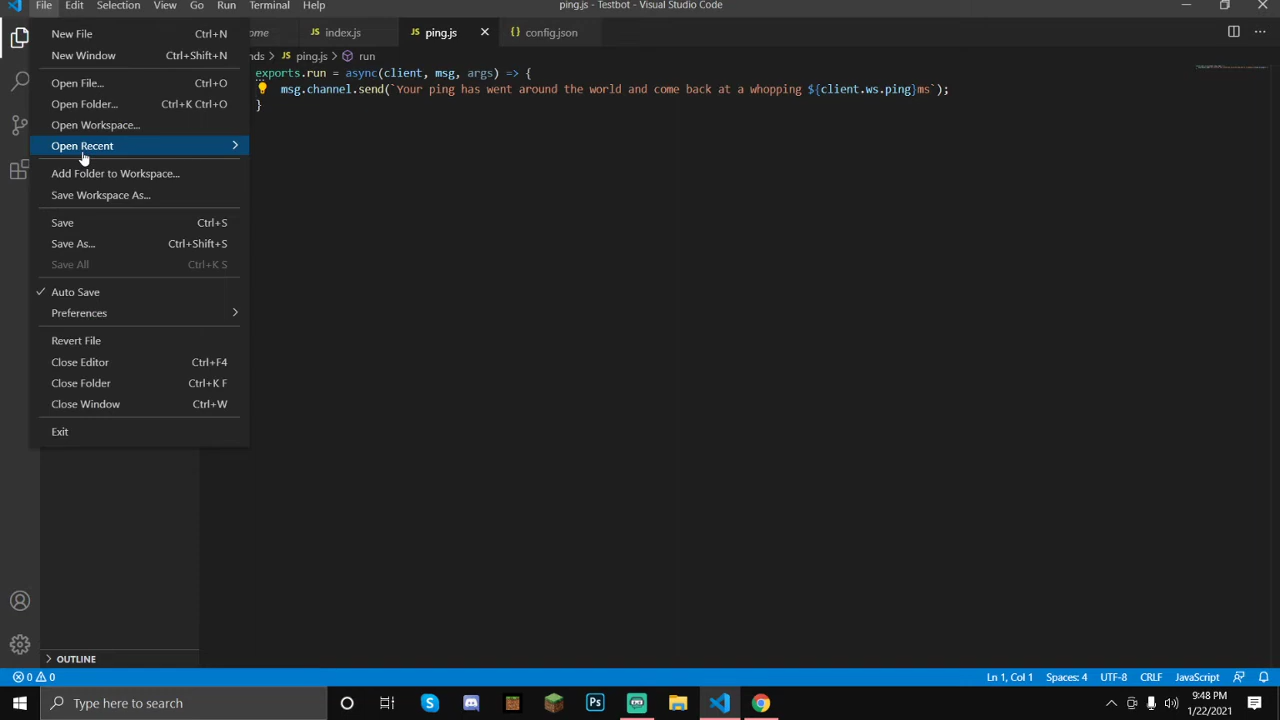 File Edit Selection View Go Run Terminal Help ping.js - Testbot - Visual Studio Code
ome index.js ping.js config.json
nds > JS ping.js > run
New File Ctrl+N
New Window Ctrl+Shift+N
Open File... Ctrl+O
Open Folder... Ctrl+K Ctrl+O
Open Workspace...
Open Recent
Add Folder to Workspace...
Save Workspace As...
Save Ctrl+S
Save As... Ctrl+Shift+S
Save All Ctrl+K S
Auto Save
Preferences
Revert File
Close Editor Ctrl+F4
Close Folder Ctrl+K F
Close Window Ctrl+W
Exit
exports.run = async(client, msg, args) => {
msg.channel.send(`Your ping has went around the world and come back at a whopping ${client.ws.ping}ms`);
}
OUTLINE
0 0 Ln 1, Col 1 Spaces: 4 UTF-8 CRLF JavaScript
Type here to search
Ps
9:48 PM
1/22/2021